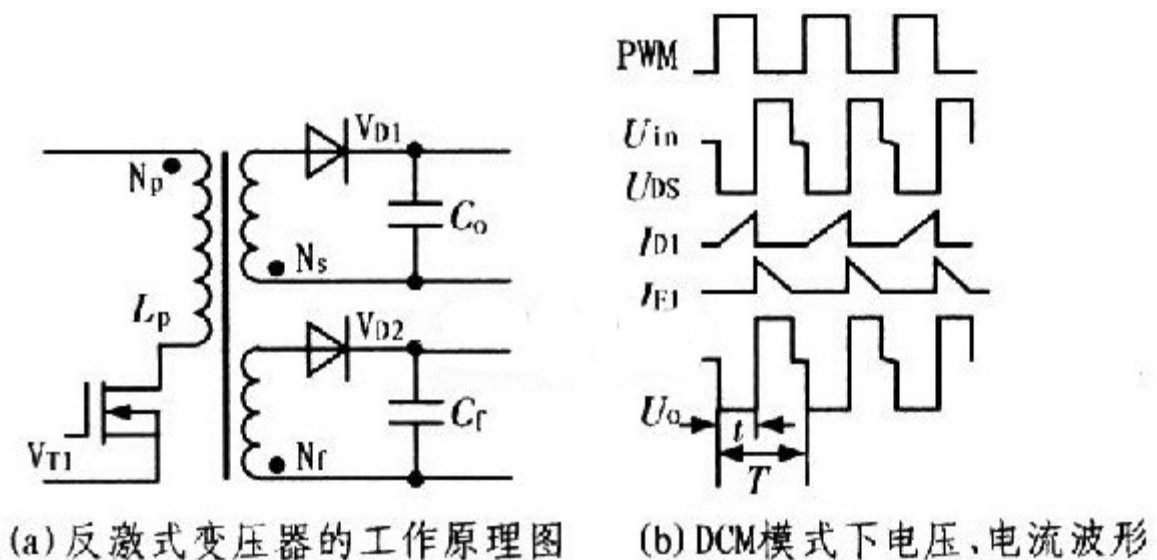 Np
Lp
VT1
VD1
Co
Ns
VD2
Cf
Nf
(a)反激式变压器的工作原理图
PWM
Uin
UDS
ID1
IF1
Uo
t
T
(b)DCM模式下电压、电流波形